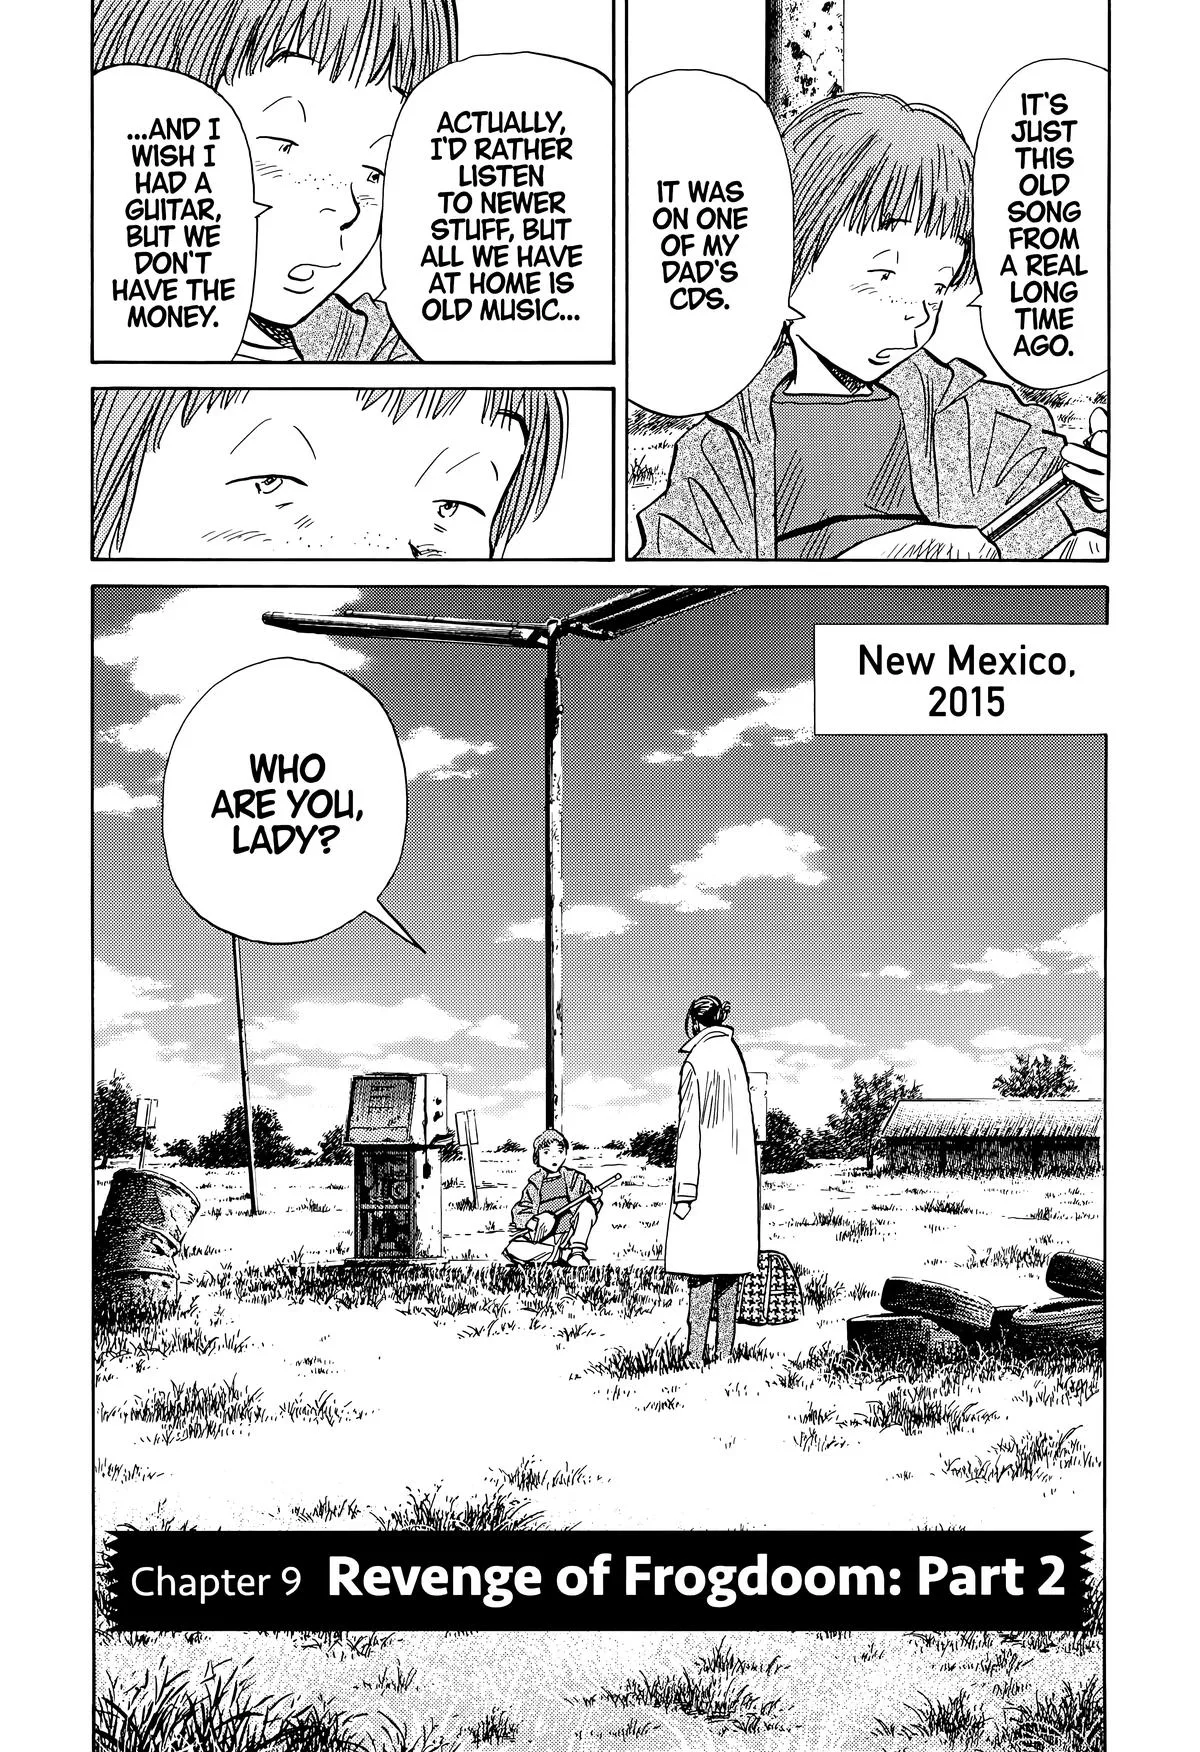 IT'S
JUST
THIS
OLD
SONG
FROM
A REAL
LONG
TIME
AGO.
IT WAS
ON ONE
OF MY
DAD'S
CDS.
ACTUALLY,
I'D RATHER
LISTEN
TO NEWER
STUFF, BUT
ALL WE HAVE
AT HOME IS
OLD MUSIC...
...AND I
WISH I
HAD A
GUITAR,
BUT WE
DON'T
HAVE THE
MONEY.
New Mexico,
2015
WHO
ARE YOU,
LADY?
Chapter 9 Revenge of Frogdoom: Part 2